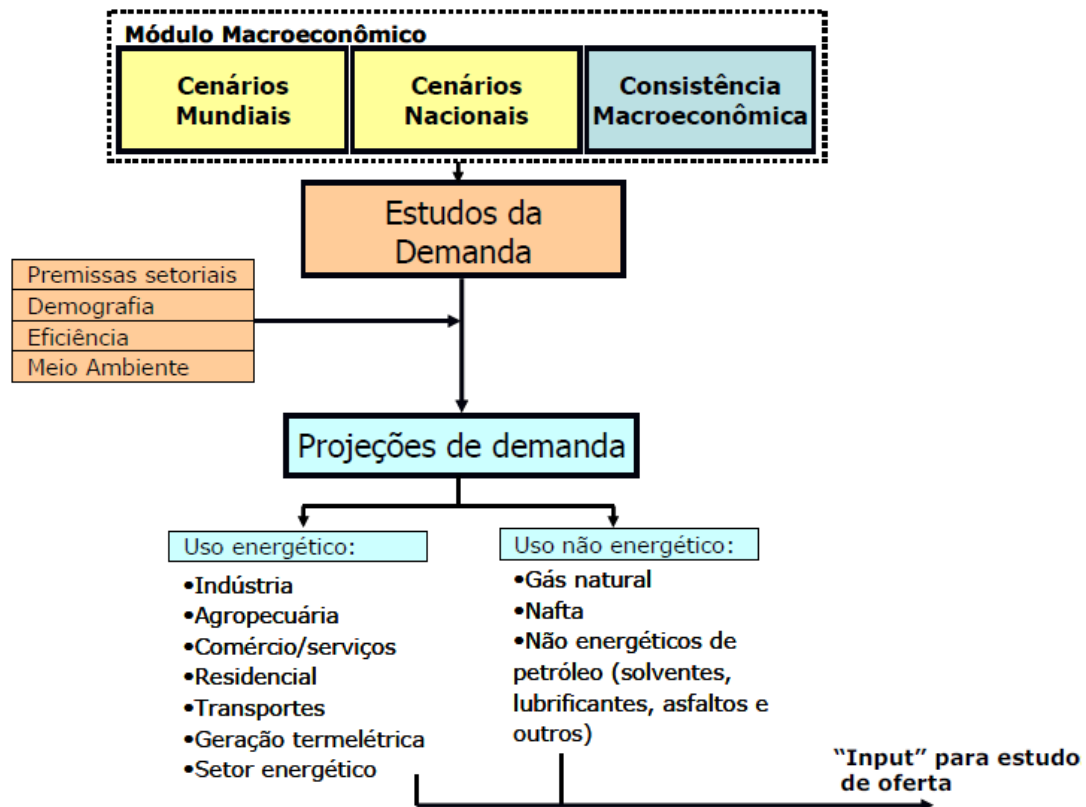 Módulo Macroeconômico
Cenários
Mundiais
Cenários
Nacionais
Consistência
Macroeconômica
Estudos da
Demanda
Premissas setoriais
Demografia
Eficiência
Meio Ambiente
Projeções de demanda
Uso energético:
•Indústria
•Agropecuária
•Comércio/serviços
•Residencial
•Transportes
•Geração termelétrica
•Setor energético
Uso não energético:
•Gás natural
•Nafta
•Não energéticos de
petróleo (solventes,
lubrificantes, asfaltos e
outros)
“Input” para estudo
de oferta